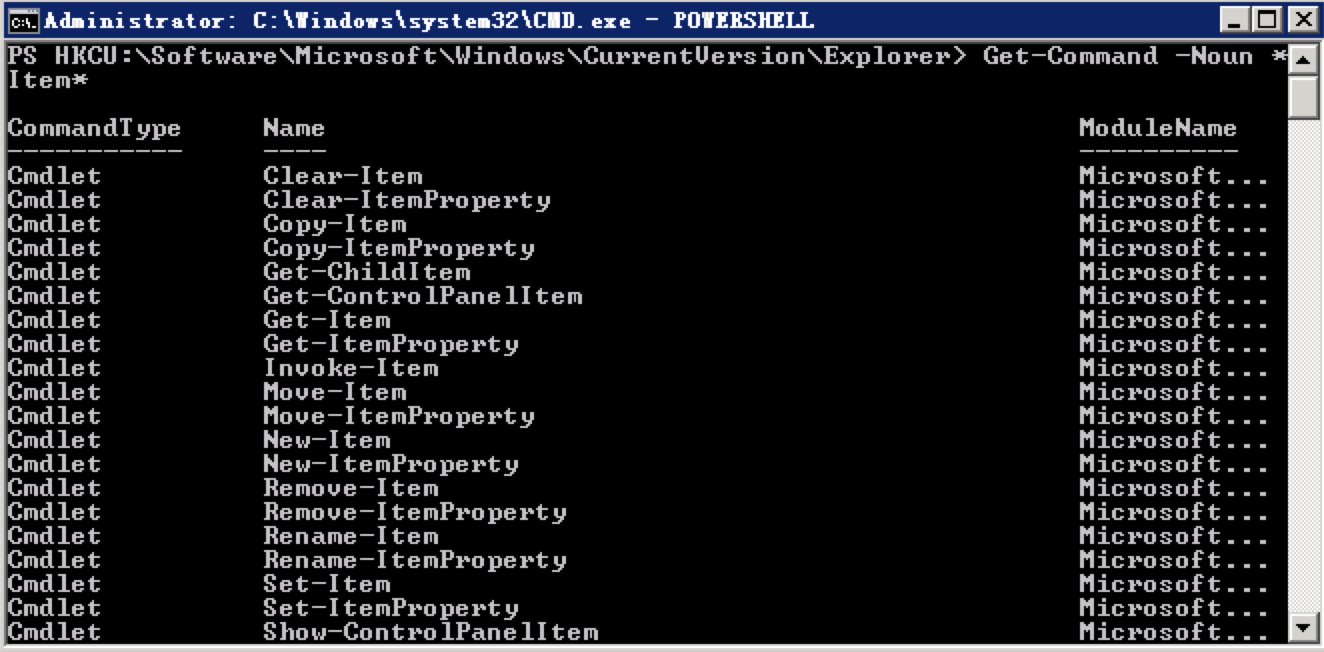 Administrator: C:\Windows\system32\CMD.exe - POWERSHELL
PS HKCU:\Software\Microsoft\Windows\CurrentVersion\Explorer> Get-Command -Noun *
Item*
CommandType Name ModuleName
----------- ---- ----------
Cmdlet Clear-Item Microsoft...
Cmdlet Clear-ItemProperty Microsoft...
Cmdlet Copy-Item Microsoft...
Cmdlet Copy-ItemProperty Microsoft...
Cmdlet Get-ChildItem Microsoft...
Cmdlet Get-ControlPanelItem Microsoft...
Cmdlet Get-Item Microsoft...
Cmdlet Get-ItemProperty Microsoft...
Cmdlet Invoke-Item Microsoft...
Cmdlet Move-Item Microsoft...
Cmdlet Move-ItemProperty Microsoft...
Cmdlet New-Item Microsoft...
Cmdlet New-ItemProperty Microsoft...
Cmdlet Remove-Item Microsoft...
Cmdlet Remove-ItemProperty Microsoft...
Cmdlet Rename-Item Microsoft...
Cmdlet Rename-ItemProperty Microsoft...
Cmdlet Set-Item Microsoft...
Cmdlet Set-ItemProperty Microsoft...
Cmdlet Show-ControlPanelItem Microsoft...